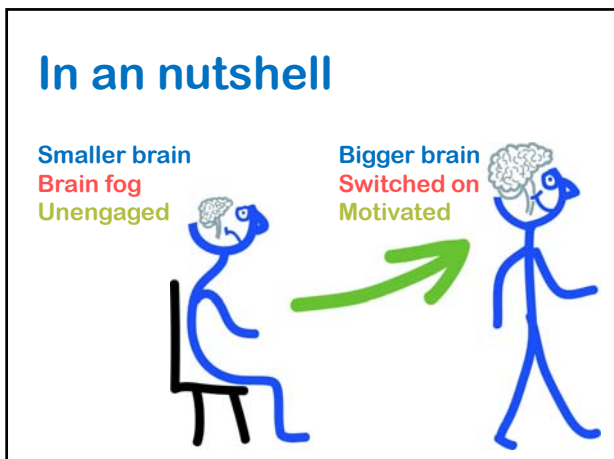 In an nutshell
Smaller brain
Brain fog
Unengaged
Bigger brain
Switched on
Motivated